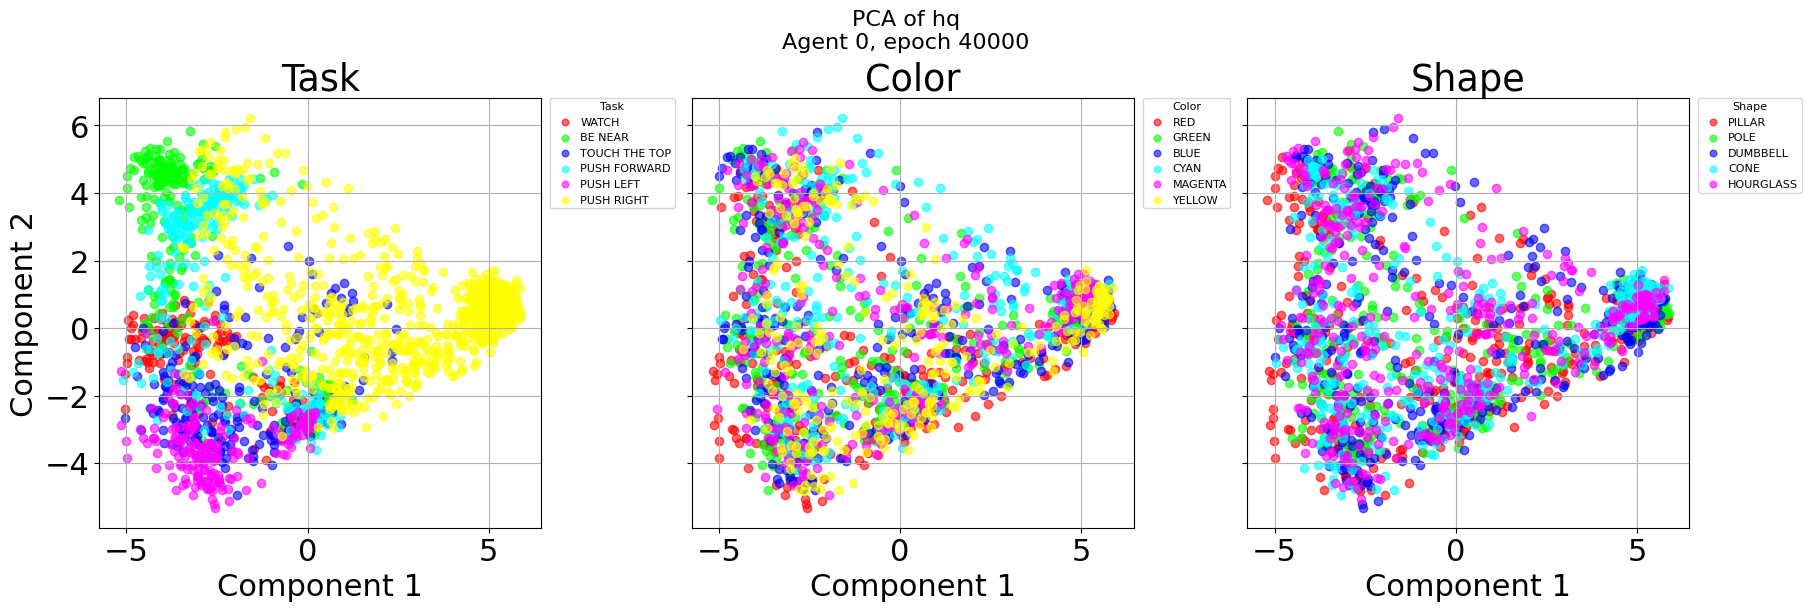 PCA of hq
Agent 0, epoch 40000
Task
Component 2
6
4
2
0
−2
−4
−5
0
5
Component 1
Task
WATCH
BE NEAR
TOUCH THE TOP
PUSH FORWARD
PUSH LEFT
PUSH RIGHT
Color
−5
0
5
Component 1
Color
RED
GREEN
BLUE
CYAN
MAGENTA
YELLOW
Shape
−5
0
5
Component 1
Shape
PILLAR
POLE
DUMBBELL
CONE
HOURGLASS